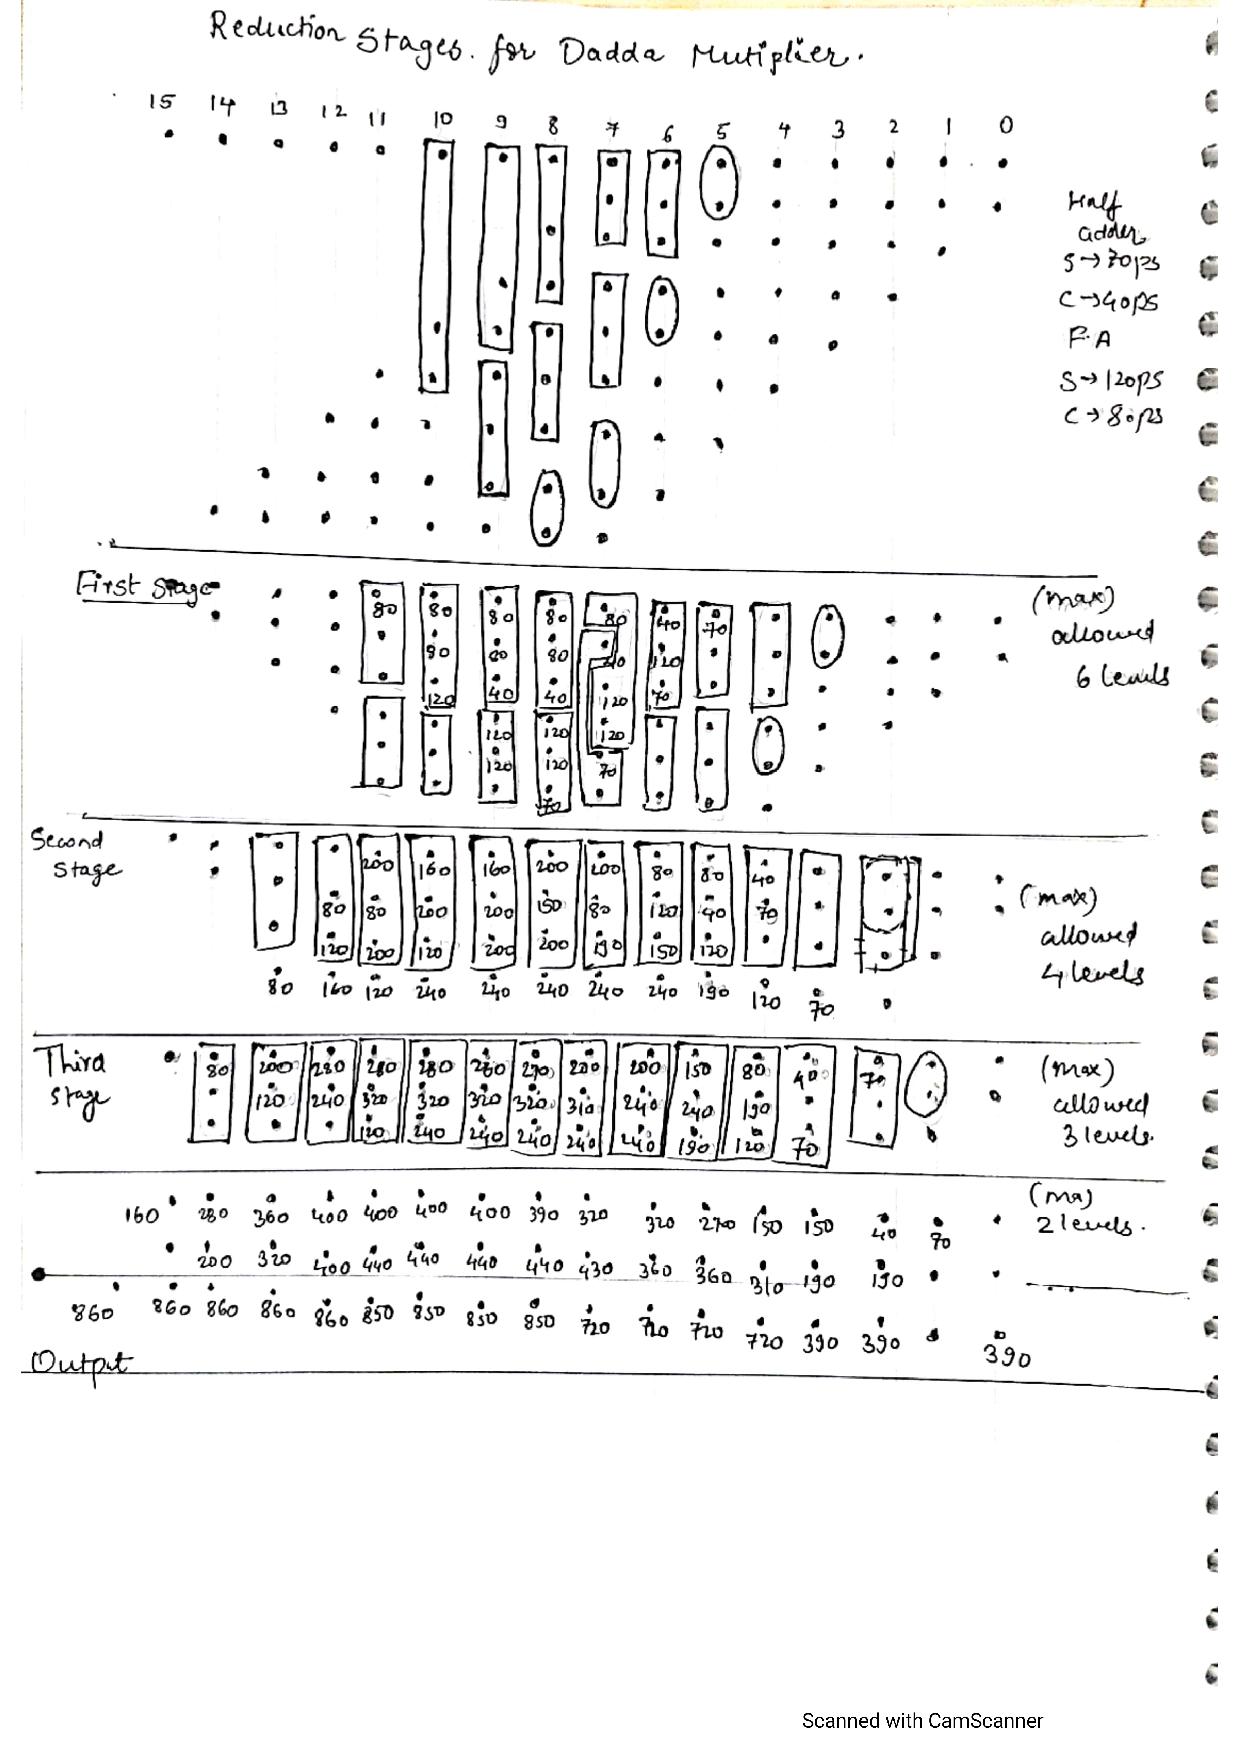 Reduction Stages. for Dadda Mutiplier.
15 14 13 12 11 10 9 8 7 6 5 4 3 2 1 0
Half
adder
S→70ps
C→40ps
F.A
S→120ps
C→80ps
First Stage
(max)
allowed
6 levels
80 80 80 80 80 40 70
90 80 80 40 120
120 40 40 120 70
120 120 120
120 120 70
70
Second
Stage
(max)
allowed
4 levels
200 160 160 200 200 80 80 40
80 80 200 200 150 80 120 40 70
120 200 120 200 200 190 150 120
80 160 120 240 240 240 240 240 190 120 70
Third
Stage
(max)
allowed
3 levels.
80 200 280 280 280 280 290 200 200 150 80 40 70
120 240 320 320 320 320 310 240 240 190
120 240 240 240 240 240 190 120 70
160 280 360 400 400 400 400 390 320 320 270 150 150 40 70
(ma)
2 levels.
200 320 400 440 440 440 440 430 360 360 310 190 190
860 860 860 860 860 850 850 850 850 720 720 720 720 390 390 390
Output
Scanned with CamScanner